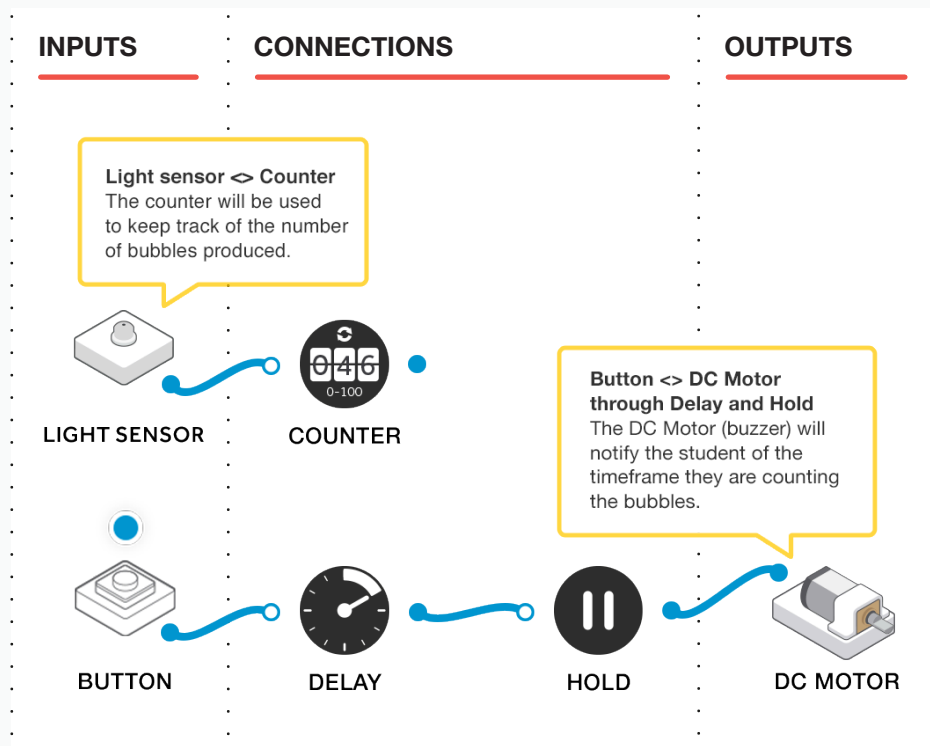 INPUTS
CONNECTIONS
OUTPUTS
Light sensor <> Counter
The counter will be used
to keep track of the number
of bubbles produced.
046
0-100
LIGHT SENSOR
COUNTER
Button <> DC Motor
through Delay and Hold
The DC Motor (buzzer) will
notify the student of the
timeframe they are counting
the bubbles.
BUTTON
DELAY
HOLD
DC MOTOR